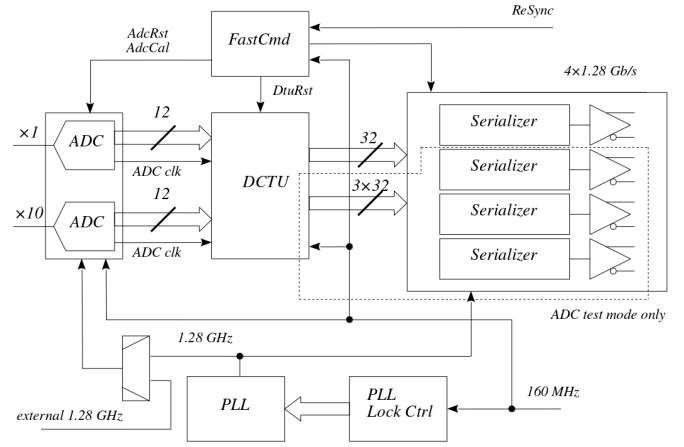 ReSync
AdcRst
AdcCal
FastCmd
DtuRst
4×1.28 Gb/s
×1
ADC
12
ADC clk
×10
ADC
12
ADC clk
DCTU
32
3×32
Serializer
Serializer
Serializer
Serializer
ADC test mode only
1.28 GHz
external 1.28 GHz
PLL
PLL
Lock Ctrl
160 MHz